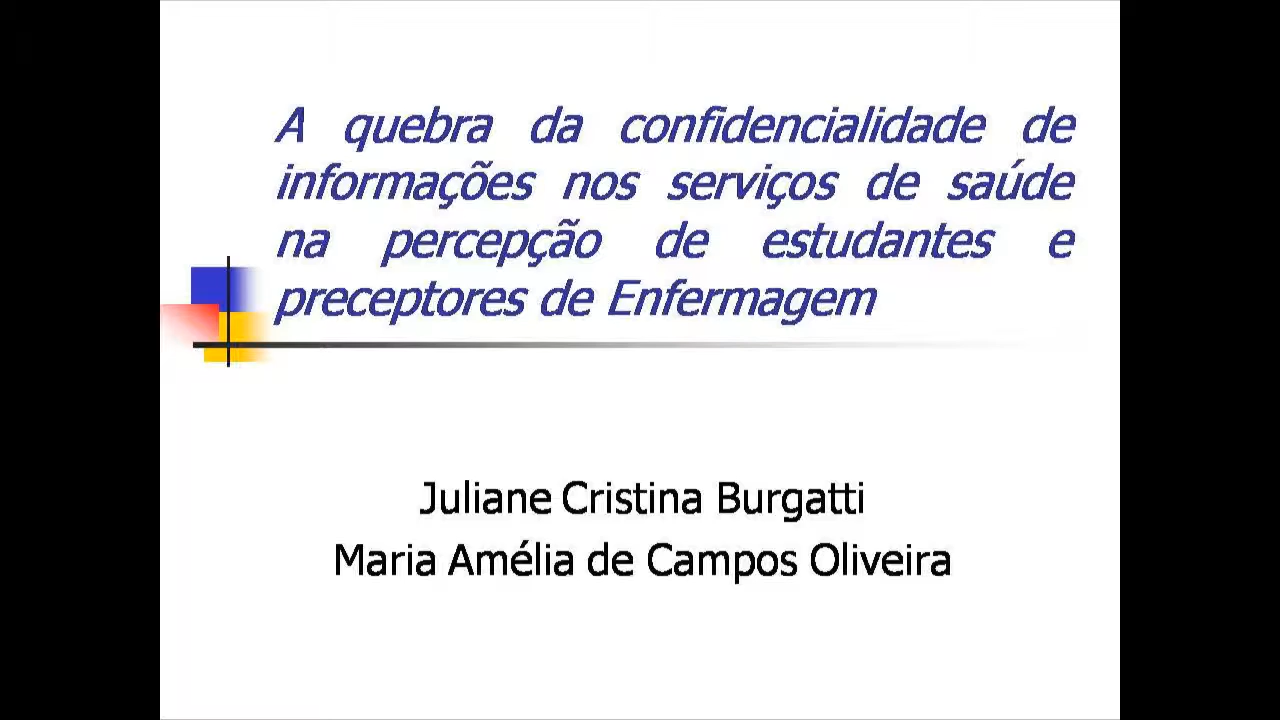 A quebra da confidencialidade de
informações nos serviços de saúde
na percepção de estudantes e
preceptores de Enfermagem
Juliane Cristina Burgatti
Maria Amélia de Campos Oliveira